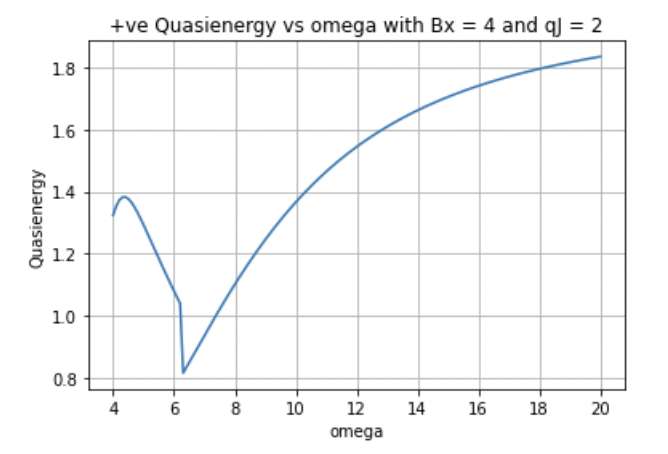 +ve Quasienergy vs omega with Bx = 4 and qJ = 2
1.8
1.6
1.4
1.2
1.0
0.8
Quasienergy
4 6 8 10 12 14 16 18 20
omega